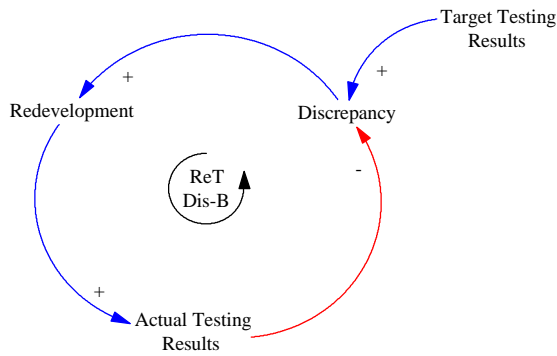 Target Testing
Results
+
+
Redevelopment
Discrepancy
ReT
Dis-B
-
+
Actual Testing
Results